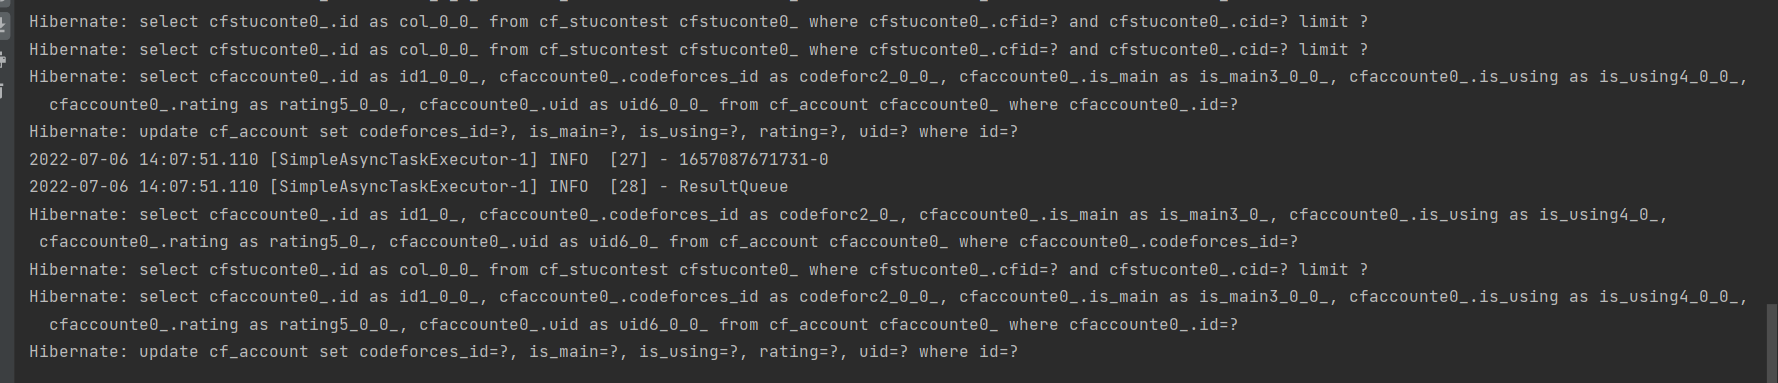 Hibernate: select cfstuconte0_.id as col_0_0_ from cf_stucontest cfstuconte0_ where cfstuconte0_.cfid=? and cfstuconte0_.cid=? limit ?
Hibernate: select cfstuconte0_.id as col_0_0_ from cf_stucontest cfstuconte0_ where cfstuconte0_.cfid=? and cfstuconte0_.cid=? limit ?
Hibernate: select cfaccounte0_.id as id1_0_0_, cfaccounte0_.codeforces_id as codeforc2_0_0_, cfaccounte0_.is_main as is_main3_0_0_, cfaccounte0_.is_using as is_using4_0_0_,
cfaccounte0_.rating as rating5_0_0_, cfaccounte0_.uid as uid6_0_0_ from cf_account cfaccounte0_ where cfaccounte0_.id=?
Hibernate: update cf_account set codeforces_id=?, is_main=?, is_using=?, rating=?, uid=? where id=?
2022-07-06 14:07:51.110 [SimpleAsyncTaskExecutor-1] INFO  [27] - 1657087671731-0
2022-07-06 14:07:51.110 [SimpleAsyncTaskExecutor-1] INFO  [28] - ResultQueue
Hibernate: select cfaccounte0_.id as id1_0_, cfaccounte0_.codeforces_id as codeforc2_0_, cfaccounte0_.is_main as is_main3_0_, cfaccounte0_.is_using as is_using4_0_,
cfaccounte0_.rating as rating5_0_, cfaccounte0_.uid as uid6_0_ from cf_account cfaccounte0_ where cfaccounte0_.codeforces_id=?
Hibernate: select cfstuconte0_.id as col_0_0_ from cf_stucontest cfstuconte0_ where cfstuconte0_.cfid=? and cfstuconte0_.cid=? limit ?
Hibernate: select cfaccounte0_.id as id1_0_0_, cfaccounte0_.codeforces_id as codeforc2_0_0_, cfaccounte0_.is_main as is_main3_0_0_, cfaccounte0_.is_using as is_using4_0_0_,
cfaccounte0_.rating as rating5_0_0_, cfaccounte0_.uid as uid6_0_0_ from cf_account cfaccounte0_ where cfaccounte0_.id=?
Hibernate: update cf_account set codeforces_id=?, is_main=?, is_using=?, rating=?, uid=? where id=?